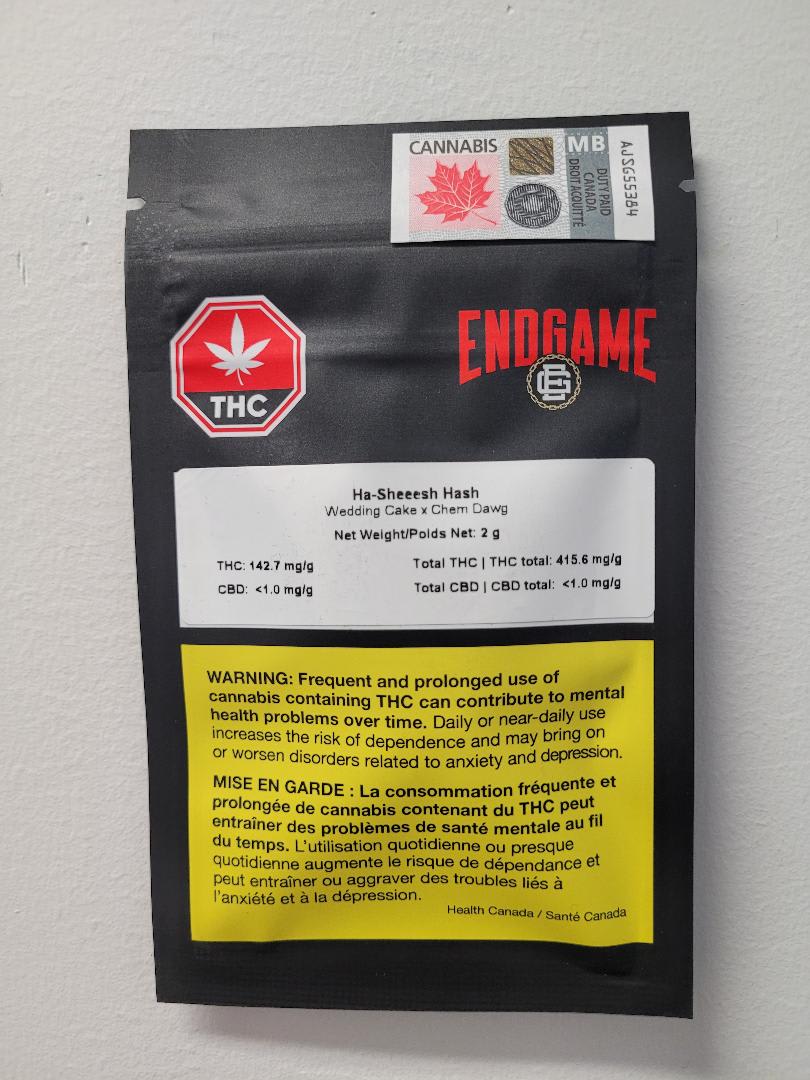 CANNABIS
MB
DUTY PAID
CANADA
DROIT ACQUITTÉ
AJSG55384
THC
ENDGAME
EG
Ha-Sheeesh Hash
Wedding Cake x Chem Dawg
Net Weight/Poids Net: 2 g
THC: 142.7 mg/g Total THC | THC total: 415.6 mg/g
CBD: <1.0 mg/g Total CBD | CBD total: <1.0 mg/g
WARNING: Frequent and prolonged use of
cannabis containing THC can contribute to mental
health problems over time. Daily or near-daily use
increases the risk of dependence and may bring on
or worsen disorders related to anxiety and depression.
MISE EN GARDE : La consommation fréquente et
prolongée de cannabis contenant du THC peut
entraîner des problèmes de santé mentale au fil
du temps. L'utilisation quotidienne ou presque
quotidienne augmente le risque de dépendance et
peut entraîner ou aggraver des troubles liés à
l'anxiété et à la dépression.
Health Canada / Santé Canada